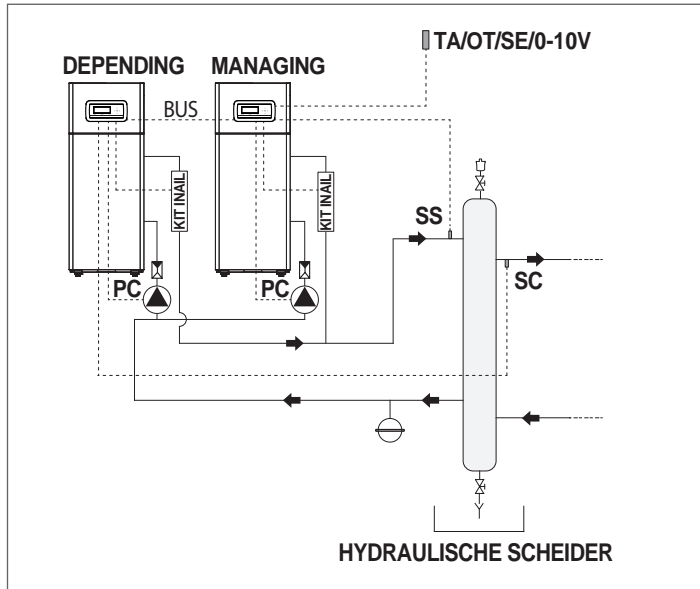 TA/OT/SE/0-10V
DEPENDING
MANAGING
BUS
KIT INAIL
KIT INAIL
SS
SC
PC
PC
HYDRAULISCHE SCHEIDER